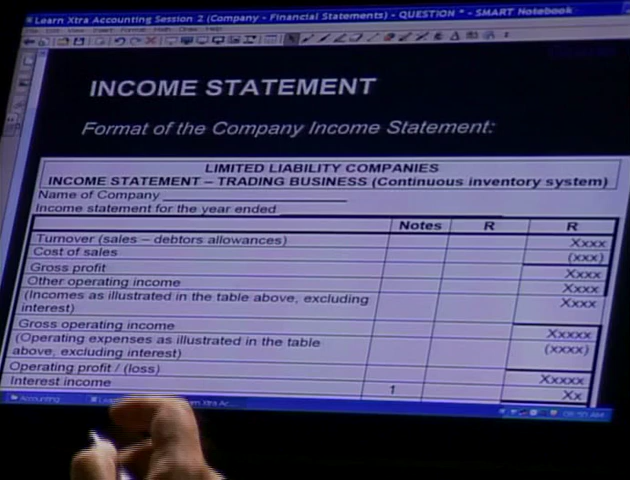 Learn Xtra Accounting Session 2 (Company - Financial Statements) - QUESTION * - SMART Notebook
INCOME STATEMENT
Format of the Company Income Statement:
LIMITED LIABILITY COMPANIES
INCOME STATEMENT – TRADING BUSINESS (Continuous inventory system)
Name of Company
Income statement for the year ended
Notes R R
Turnover (sales – debtors allowances) Xxxx
Cost of sales (xxx)
Gross profit Xxxx
Other operating income Xxxx
(Incomes as illustrated in the table above, excluding Xxxx
interest)
Gross operating income Xxxxx
(Operating expenses as illustrated in the table (xxxx)
above, excluding interest)
Operating profit / (loss) Xxxxx
Interest income 1 Xx
Accounting